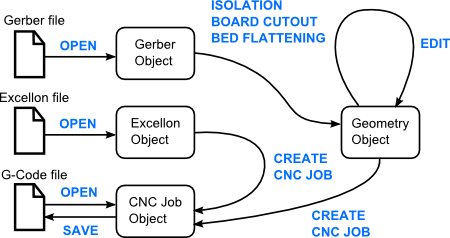 Gerber file
OPEN
Gerber
Object
ISOLATION
BOARD CUTOUT
BED FLATTENING
EDIT
Excellon file
OPEN
Excellon
Object
Geometry
Object
CREATE
CNC JOB
G-Code file
OPEN
SAVE
CNC Job
Object
CREATE
CNC JOB